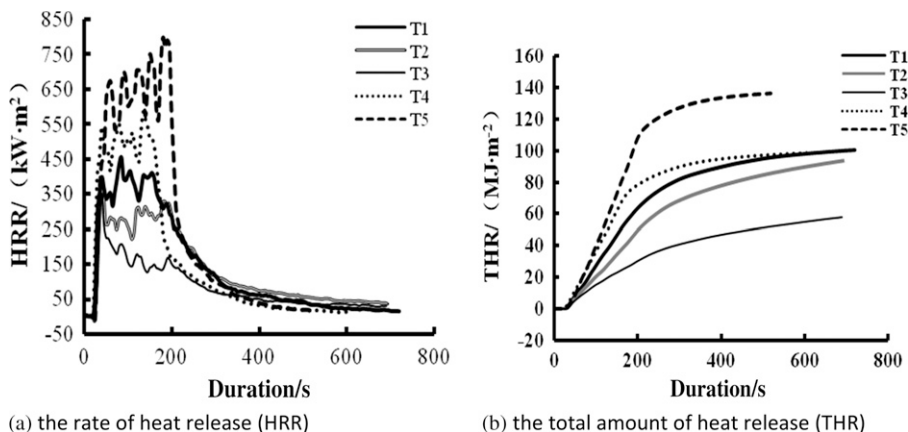 850
750
650
550
450
350
250
150
50
-50
HRR/（kW·m²）
0 200 400 600 800
Duration/s
T1
T2
T3
T4
T5
(a) the rate of heat release (HRR)
160
140
120
100
80
60
40
20
0
-20
THR/（MJ·m⁻²）
0 200 400 600 800
Duration/s
T1
T2
T3
T4
T5
(b) the total amount of heat release (THR)